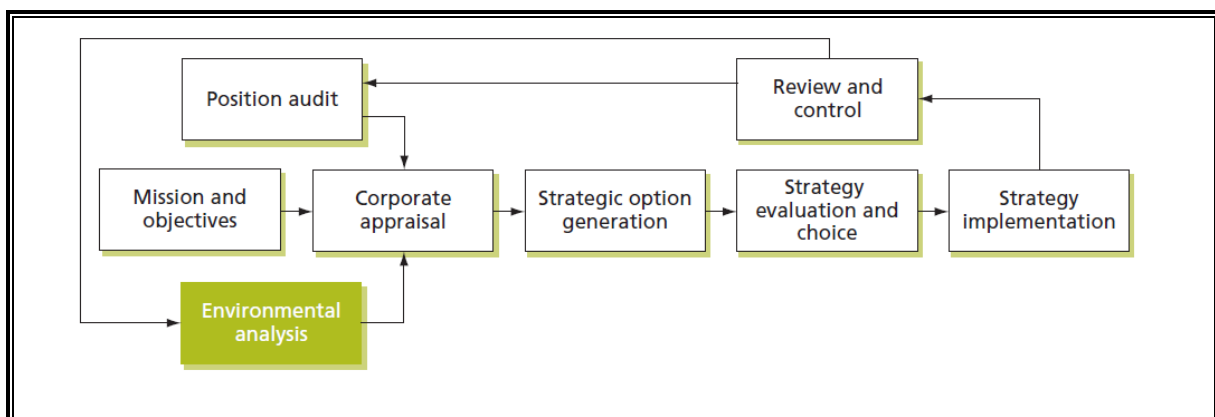 Position audit
Review and
control
Mission and
objectives
Corporate
appraisal
Strategic option
generation
Strategy
evaluation and
choice
Strategy
implementation
Environmental
analysis